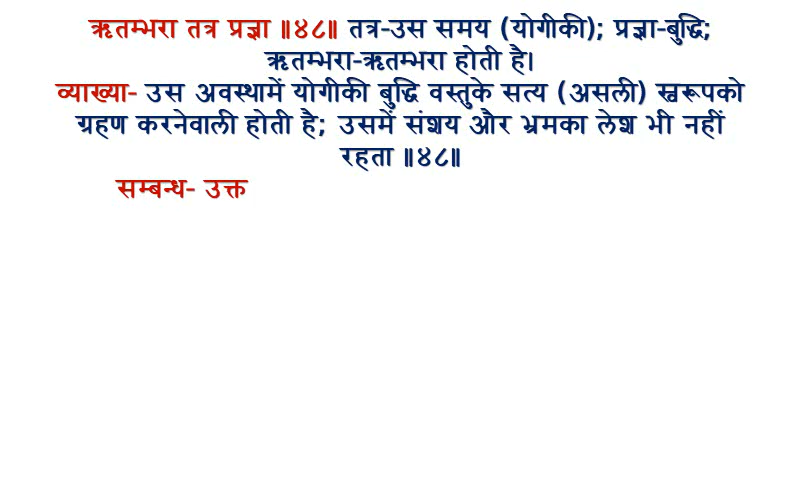 ऋतम्भरा तत्र प्रज्ञा ॥४८॥ तत्र-उस समय (योगीकी); प्रज्ञा-बुद्धि;
ऋतम्भरा-ऋतम्भरा होती है।
व्याख्या- उस अवस्थामें योगीकी बुद्धि वस्तुके सत्य (असली) स्वरूपको
ग्रहण करनेवाली होती है; उसमें संशय और भ्रमका लेश भी नहीं
रहता ॥४८॥
सम्बन्ध- उक्त